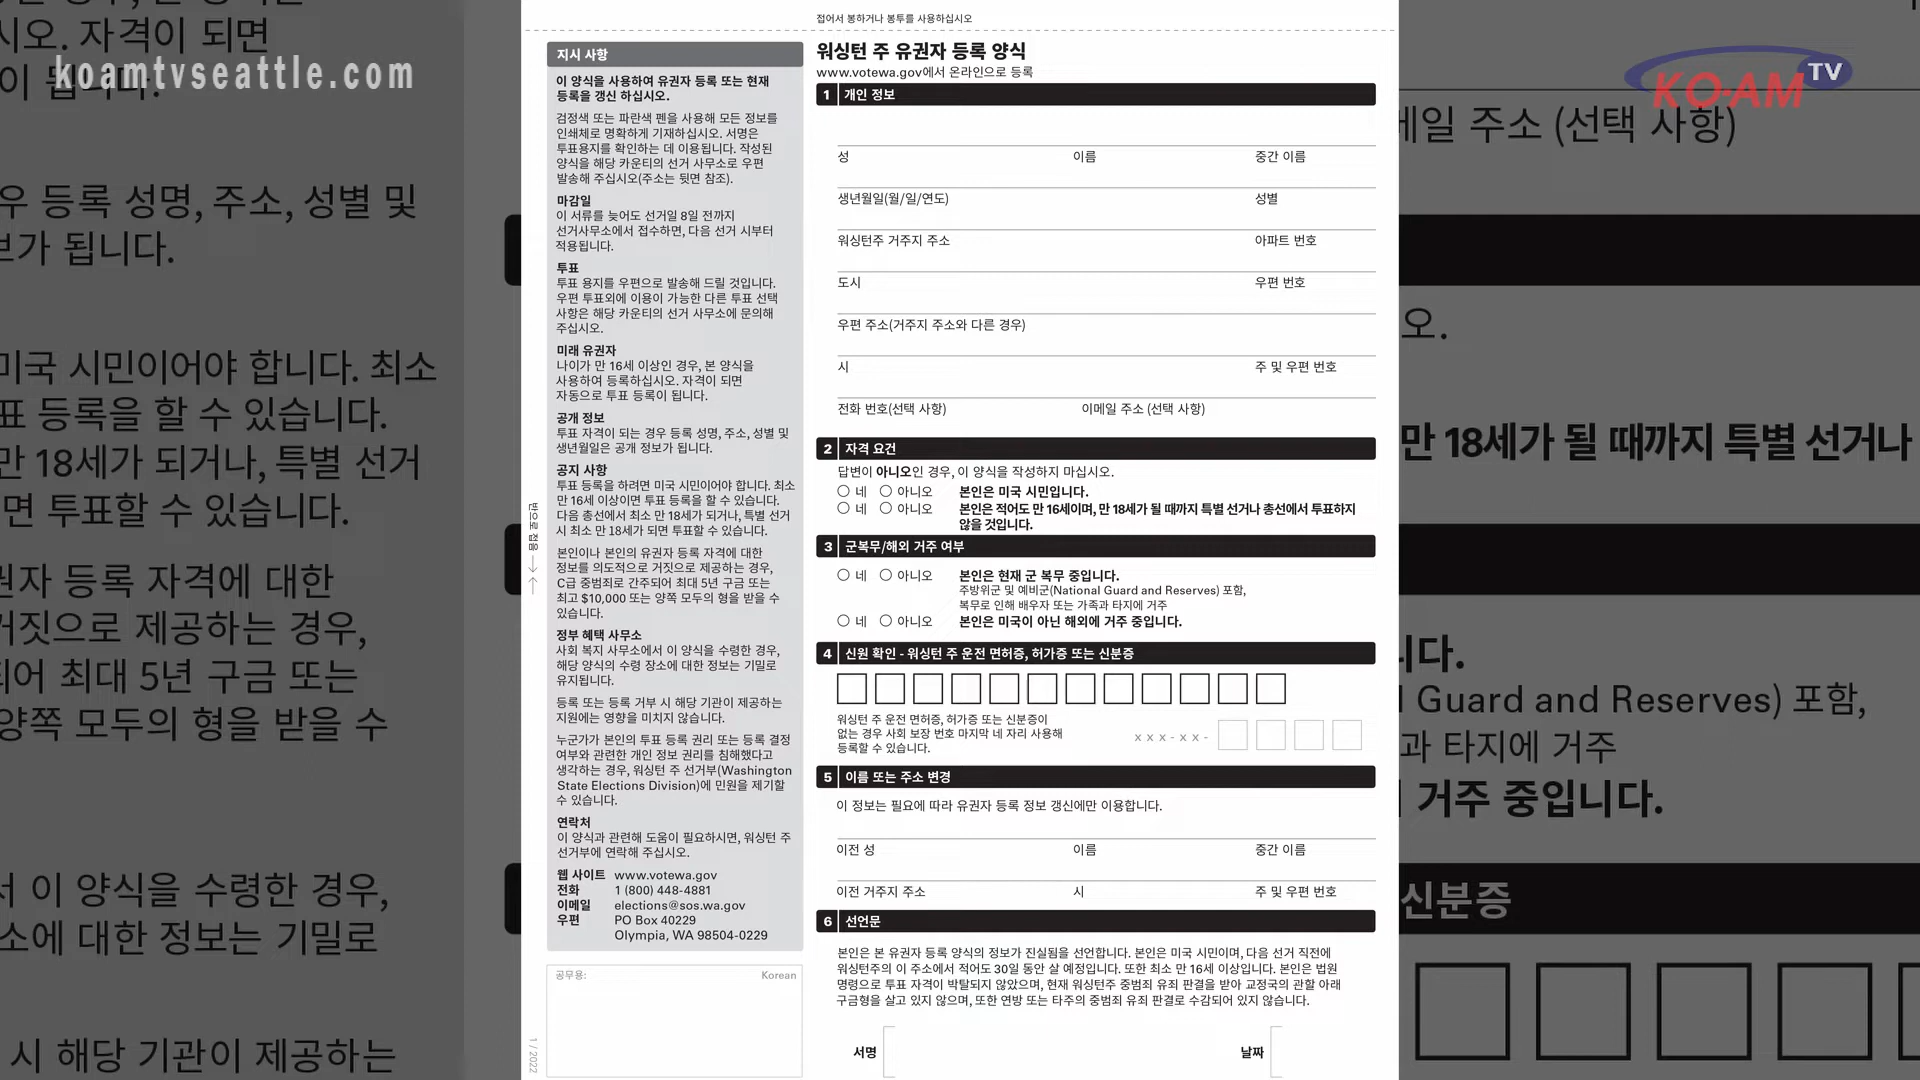 koamtvseattle.com
KO·AM TV
접어서 봉하거나 봉투를 사용하십시오
지시 사항
이 양식을 사용하여 유권자 등록 또는 현재
등록을 갱신 하십시오.
검정색 또는 파란색 펜을 사용해 모든 정보를
인쇄체로 명확하게 기재하십시오. 서명은
투표용지를 확인하는 데 이용됩니다. 작성된
양식을 해당 카운티의 선거 사무소로 우편
발송해 주십시오(주소는 뒷면 참조).
마감일
이 서류를 늦어도 선거일 8일 전까지
선거사무소에서 접수하면, 다음 선거 시부터
적용됩니다.
투표
투표 용지를 우편으로 발송해 드릴 것입니다.
우편 투표외에 이용이 가능한 다른 투표 선택
사항은 해당 카운티의 선거 사무소에 문의해
주십시오.
미래 유권자
나이가 만 16세 이상인 경우, 본 양식을
사용하여 등록하십시오. 자격이 되면
자동으로 투표 등록이 됩니다.
공개 정보
투표 자격이 되는 경우 등록 성명, 주소, 성별 및
생년월일은 공개 정보가 됩니다.
공지 사항
투표 등록을 하려면 미국 시민이어야 합니다. 최소
만 16세 이상이면 투표 등록을 할 수 있습니다.
다음 총선에서 최소 만 18세가 되거나, 특별 선거
시 최소 만 18세가 되면 투표할 수 있습니다.
본인이나 본인의 유권자 등록 자격에 대한
정보를 의도적으로 거짓으로 제공하는 경우,
C급 중범죄로 간주되어 최대 5년 구금 또는
최고 $10,000 또는 양쪽 모두의 형을 받을 수
있습니다.
정부 혜택 사무소
사회 복지 사무소에서 이 양식을 수령한 경우,
해당 양식의 수령 장소에 대한 정보는 기밀로
유지됩니다.
등록 또는 등록 거부 시 해당 기관이 제공하는
지원에는 영향을 미치지 않습니다.
누군가가 본인의 투표 등록 권리 또는 등록 결정
여부와 관련한 개인 정보 권리를 침해했다고
생각하는 경우, 워싱턴 주 선거부(Washington
State Elections Division)에 민원을 제기할
수 있습니다.
연락처
이 양식과 관련해 도움이 필요하시면, 워싱턴 주
선거부에 연락해 주십시오.
웹 사이트 www.votewa.gov
전화 1 (800) 448-4881
이메일 elections@sos.wa.gov
우편 PO Box 40229
Olympia, WA 98504-0229
공무용: Korean
반으로 접음
1 / 2022
워싱턴 주 유권자 등록 양식
www.votewa.gov에서 온라인으로 등록
1 개인 정보
성 이름 중간 이름
생년월일(월/일/연도) 성별
워싱턴주 거주지 주소 아파트 번호
도시 우편 번호
우편 주소(거주지 주소와 다른 경우)
시 주 및 우편 번호
전화 번호(선택 사항) 이메일 주소 (선택 사항)
2 자격 요건
답변이 아니오인 경우, 이 양식을 작성하지 마십시오.
네 아니오 본인은 미국 시민입니다.
네 아니오 본인은 적어도 만 16세이며, 만 18세가 될 때까지 특별 선거나 총선에서 투표하지
않을 것입니다.
3 군복무/해외 거주 여부
네 아니오 본인은 현재 군 복무 중입니다.
주방위군 및 예비군(National Guard and Reserves) 포함,
복무로 인해 배우자 또는 가족과 타지에 거주
네 아니오 본인은 미국이 아닌 해외에 거주 중입니다.
4 신원 확인 - 워싱턴 주 운전 면허증, 허가증 또는 신분증
워싱턴 주 운전 면허증, 허가증 또는 신분증이
없는 경우 사회 보장 번호 마지막 네 자리 사용해
등록할 수 있습니다.
x x x - x x -
5 이름 또는 주소 변경
이 정보는 필요에 따라 유권자 등록 정보 갱신에만 이용합니다.
이전 성 이름 중간 이름
이전 거주지 주소 시 주 및 우편 번호
6 선언문
본인은 본 유권자 등록 양식의 정보가 진실됨을 선언합니다. 본인은 미국 시민이며, 다음 선거 직전에
워싱턴주의 이 주소에서 적어도 30일 동안 살 예정입니다. 또한 최소 만 16세 이상입니다. 본인은 법원
명령으로 투표 자격이 박탈되지 않았으며, 현재 워싱턴주 중범죄 유죄 판결을 받아 교정국의 관할 아래
구금형을 살고 있지 않으며, 또한 연방 또는 타주의 중범죄 유죄 판결로 수감되어 있지 않습니다.
서명 날짜